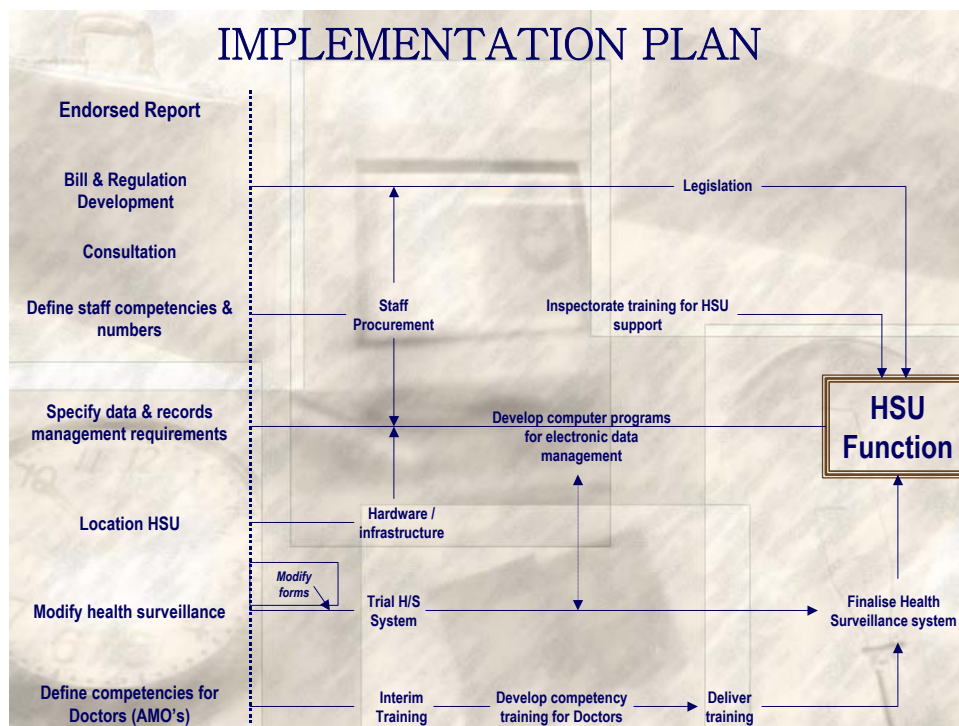 IMPLEMENTATION PLAN
Endorsed Report
Bill & Regulation
Development
Legislation
Consultation
Define staff competencies &
numbers
Staff
Procurement
Inspectorate training for HSU
support
Specify data & records
management requirements
Develop computer programs
for electronic data
management
HSU
Function
Location HSU
Hardware /
infrastructure
Modify health surveillance
Modify
forms
Trial H/S
System
Finalise Health
Surveillance system
Define competencies for
Doctors (AMO's)
Interim
Training
Develop competency
training for Doctors
Deliver
training